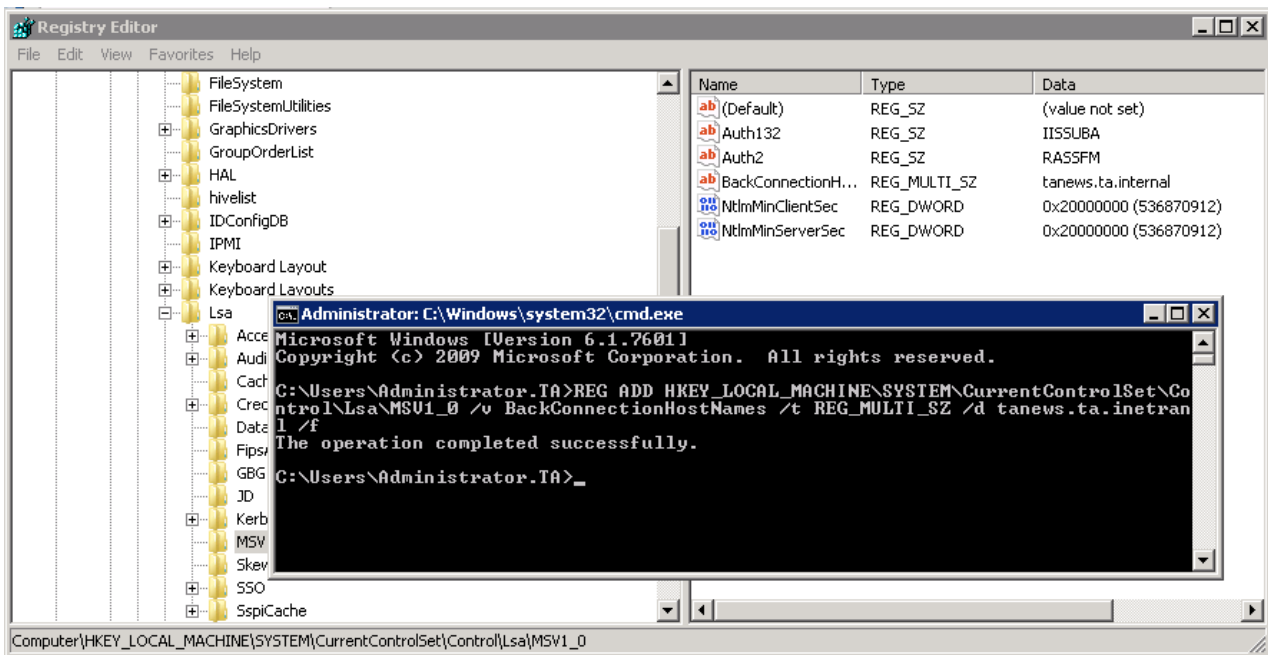 Registry Editor
File Edit View Favorites Help
FileSystem
FileSystemUtilities
GraphicsDrivers
GroupOrderList
HAL
hivelist
IDConfigDB
IPMI
Keyboard Layout
Keyboard Layouts
Lsa
Acce
Audi
Cach
Cred
Data
Fips
GBG
JD
Kerb
MSV
Skew
SSO
SspiCache
Name Type Data
(Default) REG_SZ (value not set)
Auth132 REG_SZ IISSUBA
Auth2 REG_SZ RASSFM
BackConnectionH... REG_MULTI_SZ tanews.ta.internal
NtlmMinClientSec REG_DWORD 0x20000000 (536870912)
NtlmMinServerSec REG_DWORD 0x20000000 (536870912)
Administrator: C:\Windows\system32\cmd.exe
Microsoft Windows [Version 6.1.7601]
Copyright (c) 2009 Microsoft Corporation. All rights reserved.
C:\Users\Administrator.TA>REG ADD HKEY_LOCAL_MACHINE\SYSTEM\CurrentControlSet\Co
ntrol\Lsa\MSV1_0 /v BackConnectionHostNames /t REG_MULTI_SZ /d tanews.ta.inetran
l /f
The operation completed successfully.
C:\Users\Administrator.TA>_
Computer\HKEY_LOCAL_MACHINE\SYSTEM\CurrentControlSet\Control\Lsa\MSV1_0